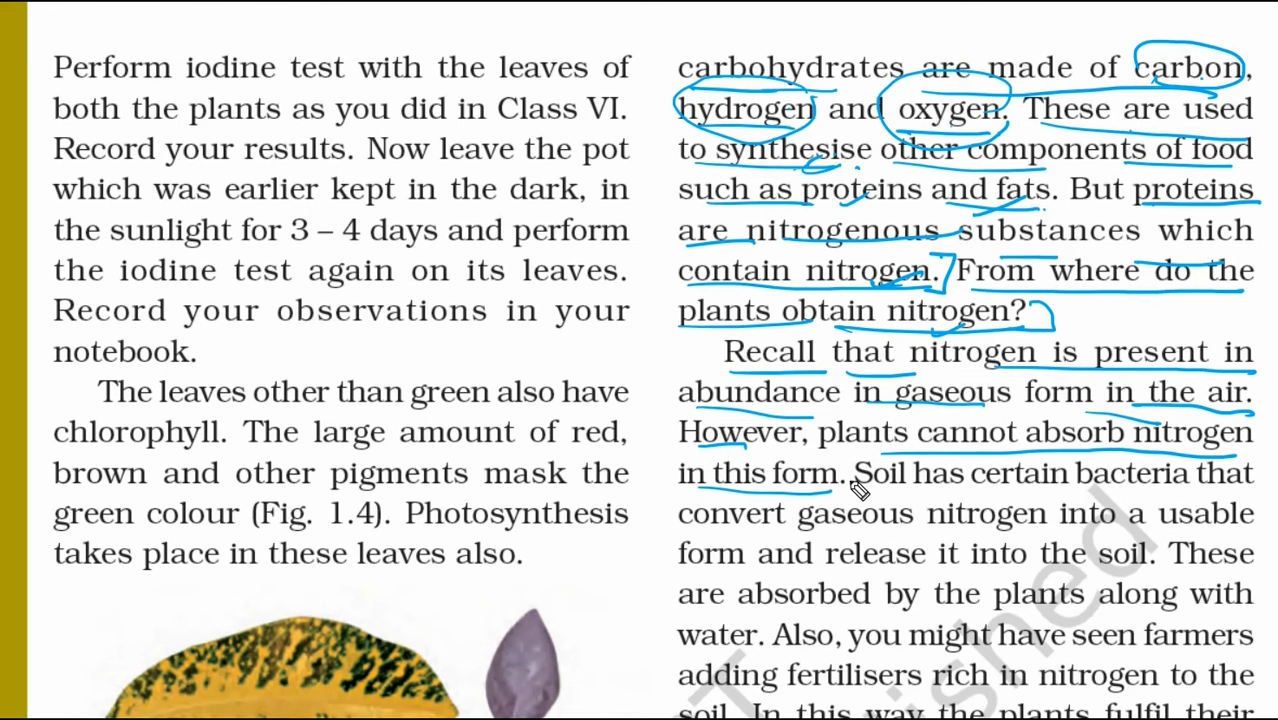 Perform iodine test with the leaves of
both the plants as you did in Class VI.
Record your results. Now leave the pot
which was earlier kept in the dark, in
the sunlight for 3 – 4 days and perform
the iodine test again on its leaves.
Record your observations in your
notebook.
The leaves other than green also have
chlorophyll. The large amount of red,
brown and other pigments mask the
green colour (Fig. 1.4). Photosynthesis
takes place in these leaves also.
carbohydrates are made of carbon,
hydrogen and oxygen. These are used
to synthesise other components of food
such as proteins and fats. But proteins
are nitrogenous substances which
contain nitrogen. From where do the
plants obtain nitrogen?
Recall that nitrogen is present in
abundance in gaseous form in the air.
However, plants cannot absorb nitrogen
in this form. Soil has certain bacteria that
convert gaseous nitrogen into a usable
form and release it into the soil. These
are absorbed by the plants along with
water. Also, you might have seen farmers
adding fertilisers rich in nitrogen to the
soil. In this way the plants fulfil their